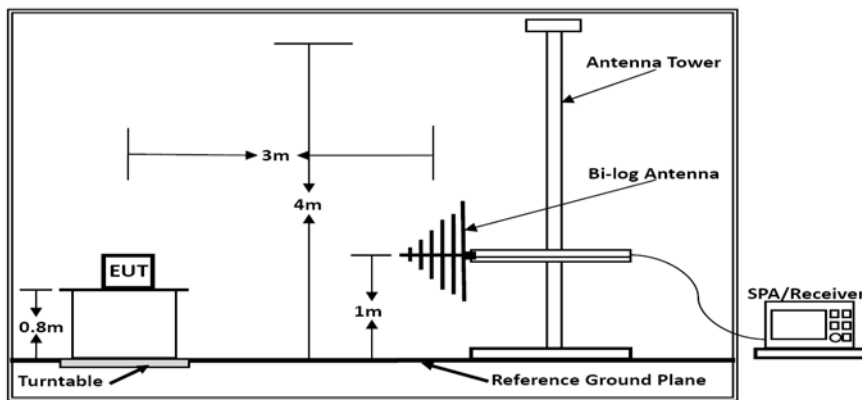 Antenna Tower
3m
Bi-log Antenna
4m
EUT
SPA/Receiver
0.8m
1m
Turntable
Reference Ground Plane